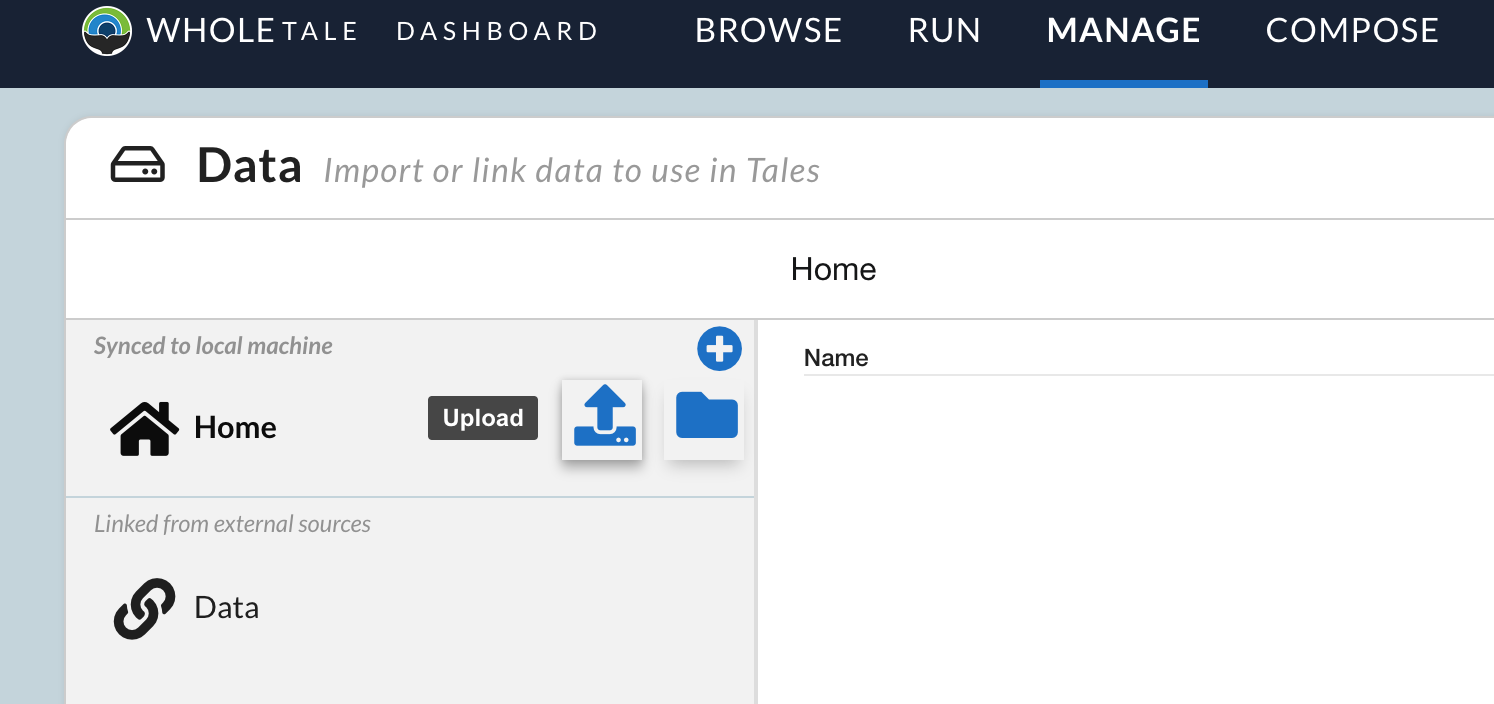 WHOLETALE DASHBOARD BROWSE RUN MANAGE COMPOSE
Data Import or link data to use in Tales
Home
Synced to local machine
Name
Home Upload
Linked from external sources
Data